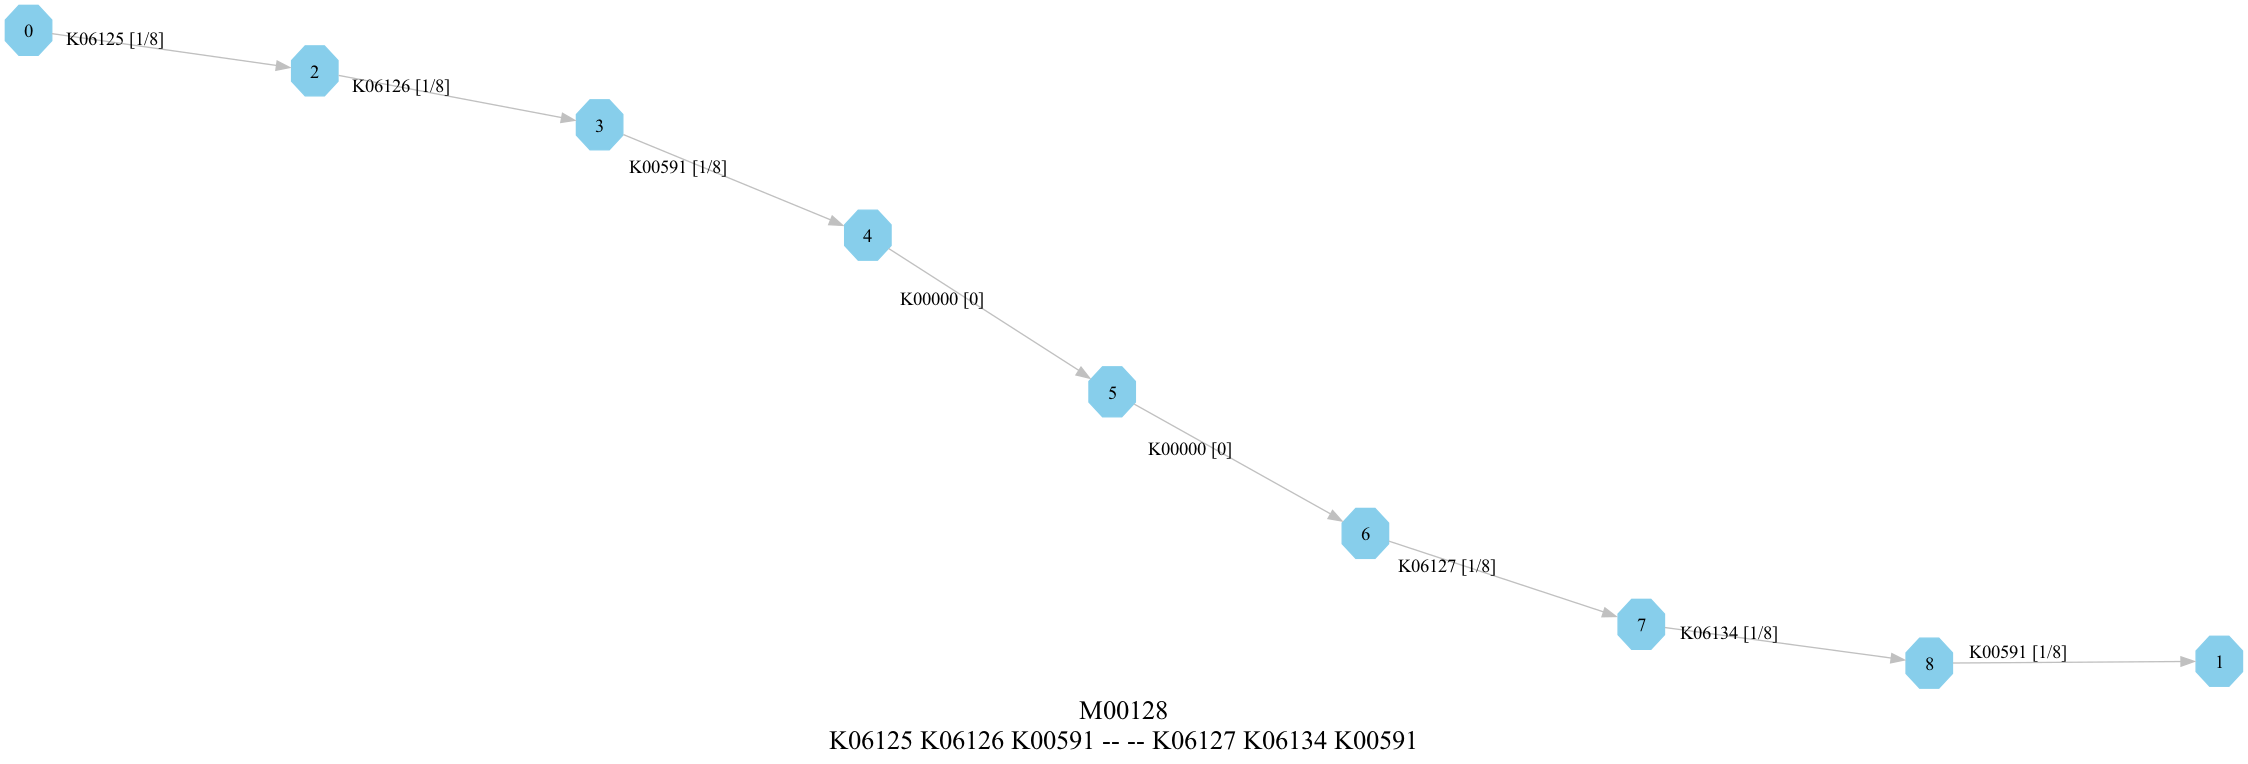 0
K06125 [1/8]
2
K06126 [1/8]
3
K00591 [1/8]
4
K00000 [0]
5
K00000 [0]
6
K06127 [1/8]
7
K06134 [1/8]
8
K00591 [1/8]
1
M00128
K06125 K06126 K00591 -- -- K06127 K06134 K00591